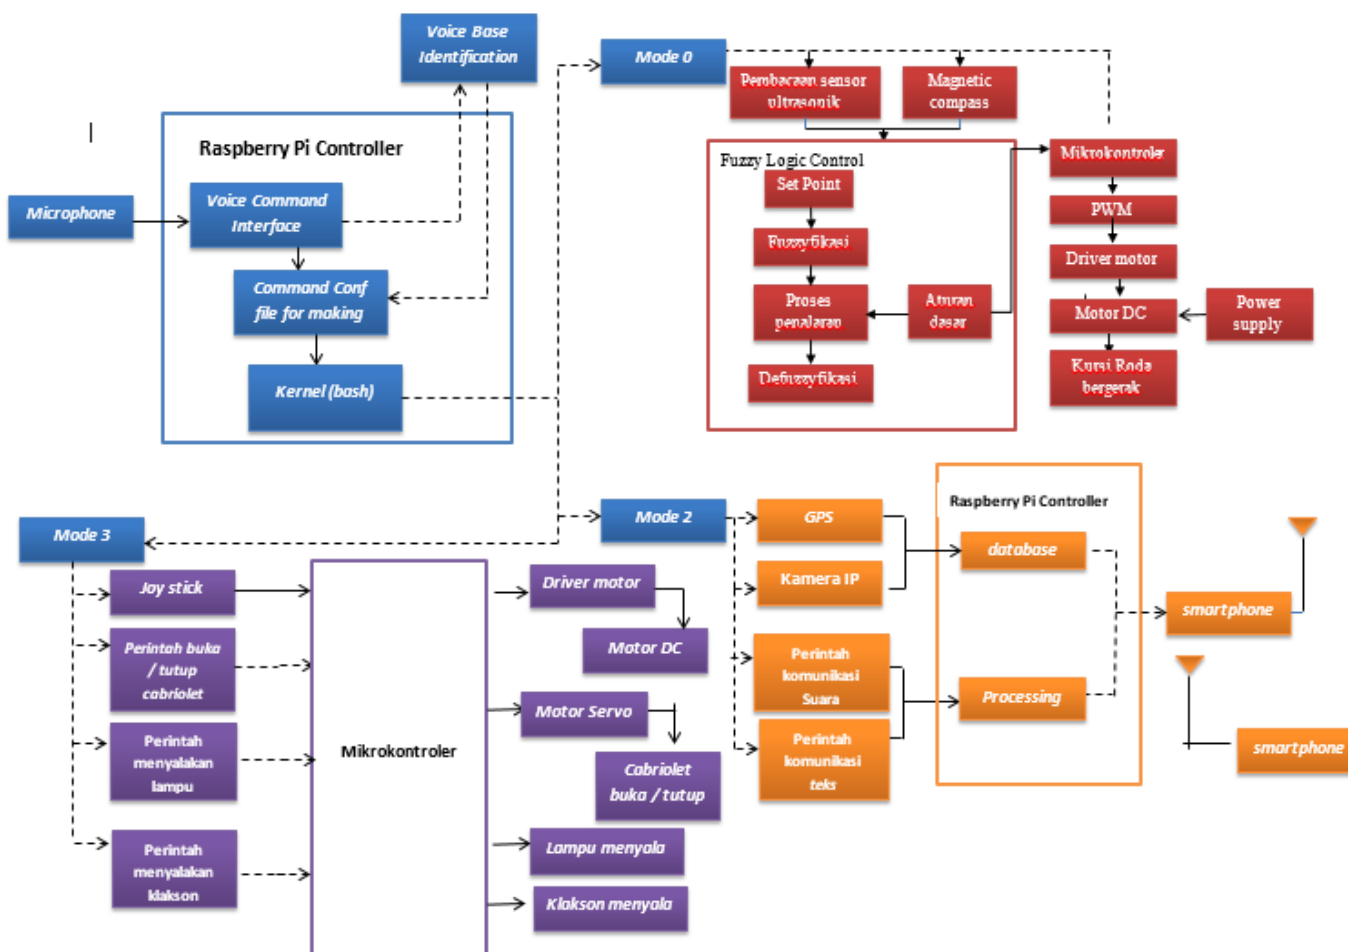 Voice Base
Identification
Mode 0
Pembacaan sensor
ultrasonik
Magnetic
compass
Raspberry Pi Controller
Microphone
Voice Command
Interface
Command Conf
file for making
Kernel (bash)
Fuzzy Logic Control
Set Point
Fuzzyfikasi
Proses
penalaran
Aturan
dasar
Defuzzyfikasi
Mikrokontroler
PWM
Driver motor
Motor DC
Power
supply
Kursi Roda
bergerak
Mode 3
Joy stick
Perintah buka
/ tutup
cabriolet
Perintah
menyalakan
lampu
Perintah
menyalakan
klakson
Mikrokontroler
Driver motor
Motor DC
Motor Servo
Cabriolet
buka / tutup
Lampu menyala
Klakson menyala
Mode 2
GPS
Kamera IP
Perintah
komunikasi
Suara
Perintah
komunikasi
teks
Raspberry Pi Controller
database
Processing
smartphone
smartphone